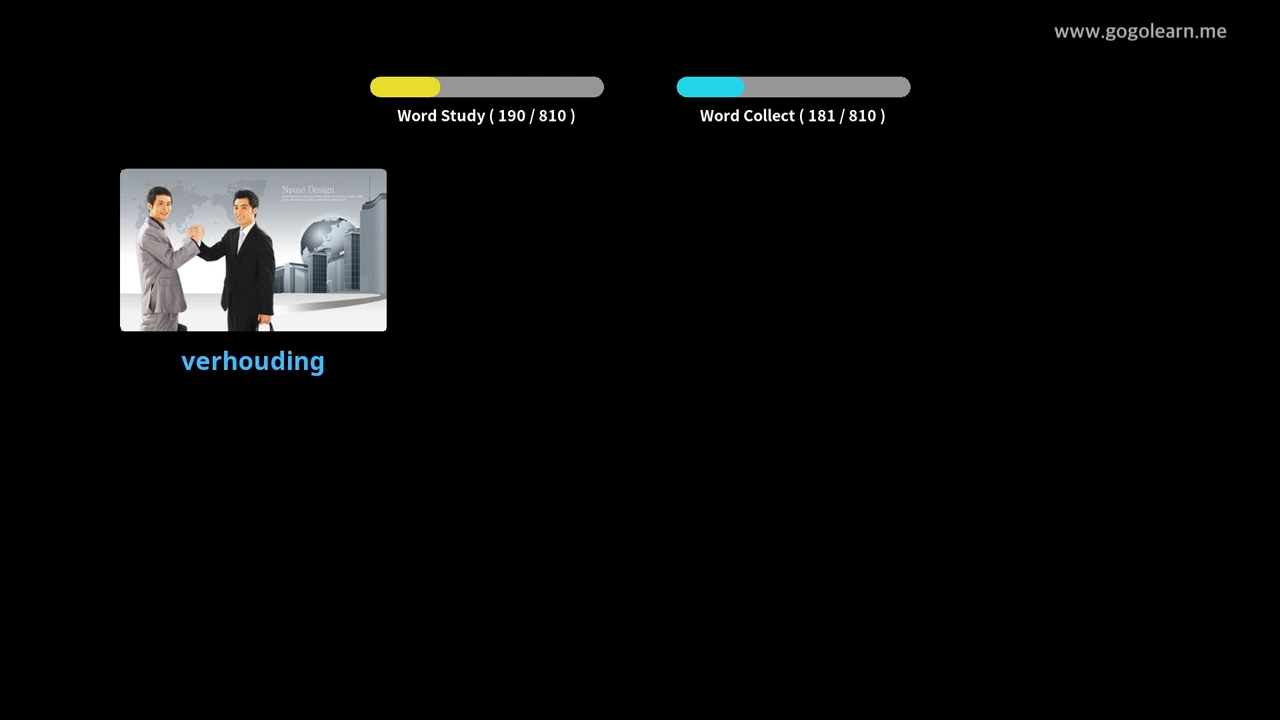 www.gogolearn.me
Word Study ( 190 / 810 )
Word Collect ( 181 / 810 )
Npine Design
verhouding